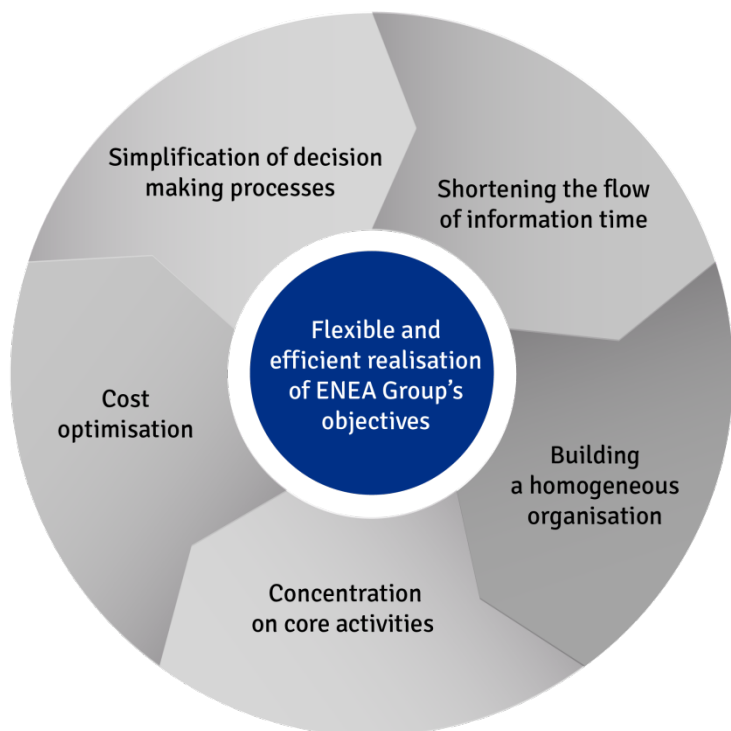 Simplification of decision
making processes
Shortening the flow
of information time
Flexible and
efficient realisation
of ENEA Group's
objectives
Cost
optimisation
Building
a homogeneous
organisation
Concentration
on core activities